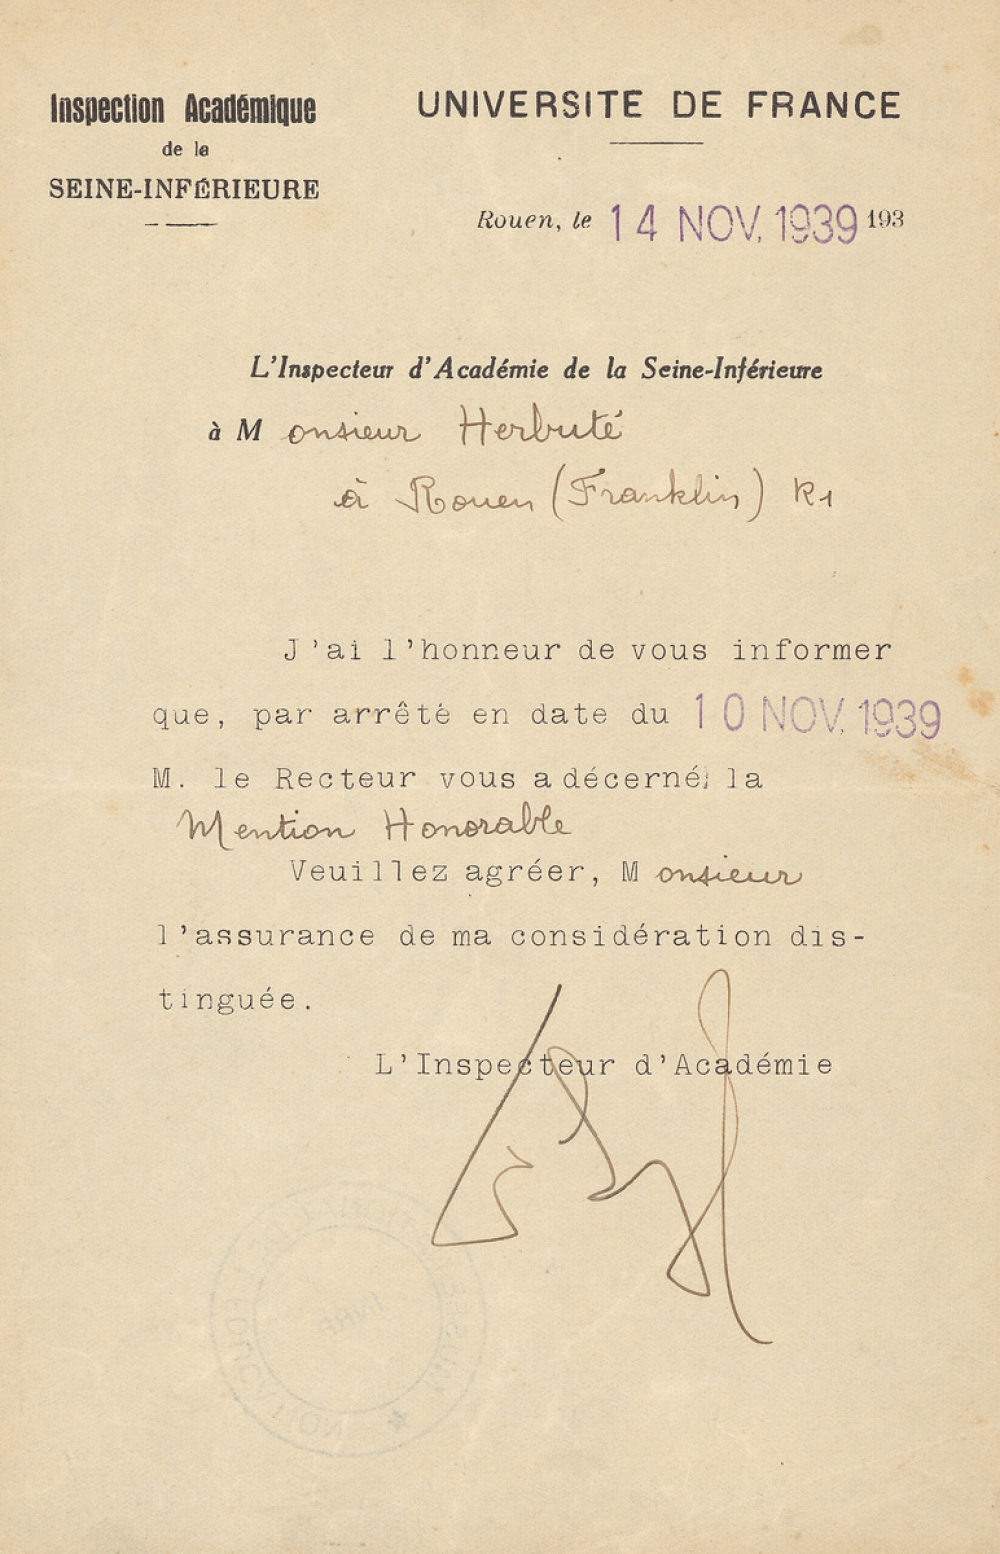 Inspection Académique
de la
SEINE-INFÉRIEURE
UNIVERSITE DE FRANCE
Rouen, le 14 NOV. 1939 193
L'Inspecteur d'Académie de la Seine-Inférieure
à M onsieur Herbuté
à Rouen (Franklin) R1
J'ai l'honneur de vous informer
que, par arrêté en date du 10 NOV. 1939
M. le Recteur vous a décerné la
Mention Honorable
Veuillez agréer, M onsieur
l'assurance de ma considération dis-
tinguée.
L'Inspecteur d'Académie